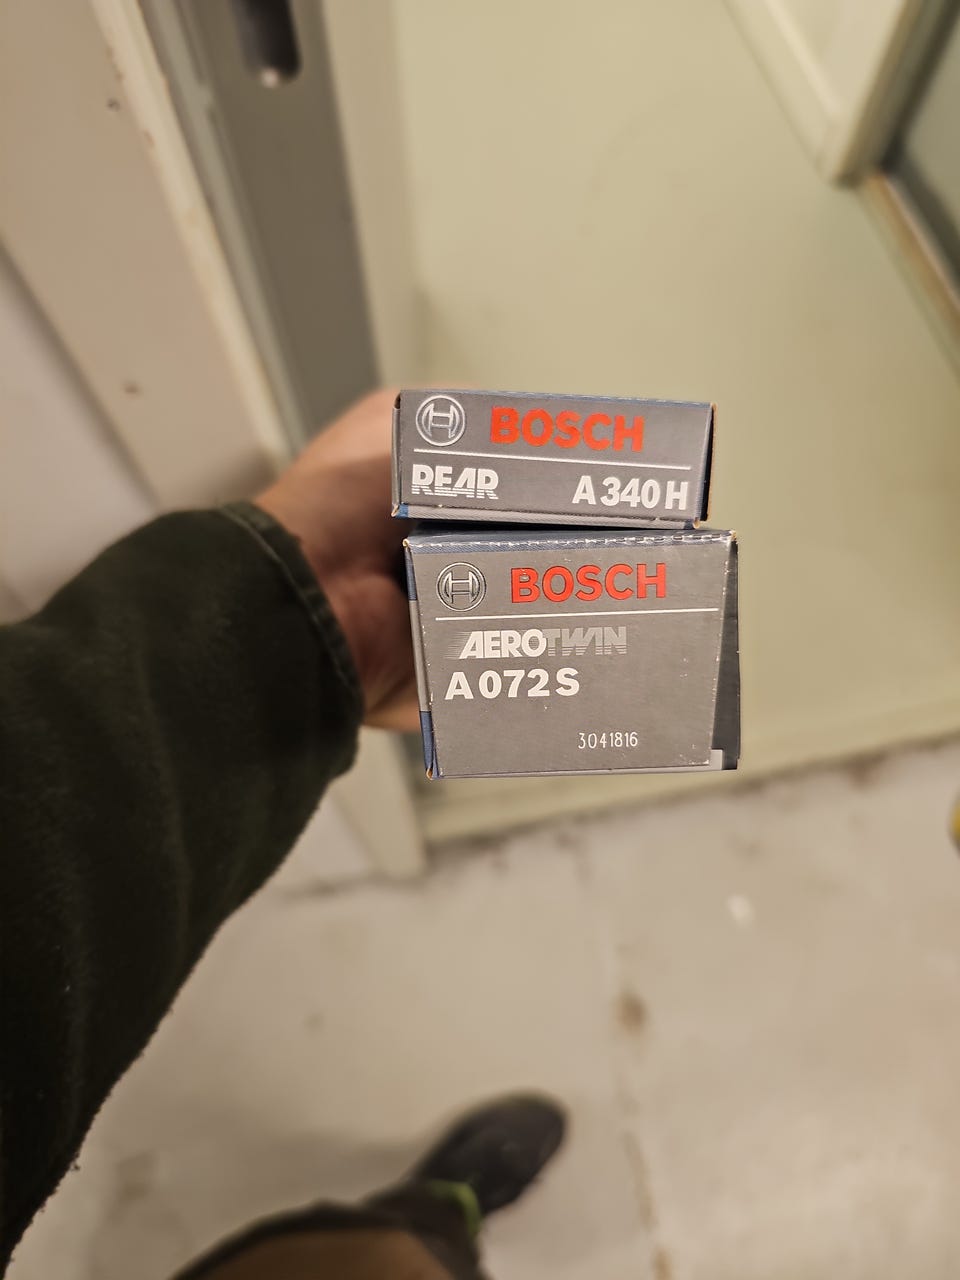 BOSCH
REAR A340H
BOSCH
AEROTWIN
A072S
3041816